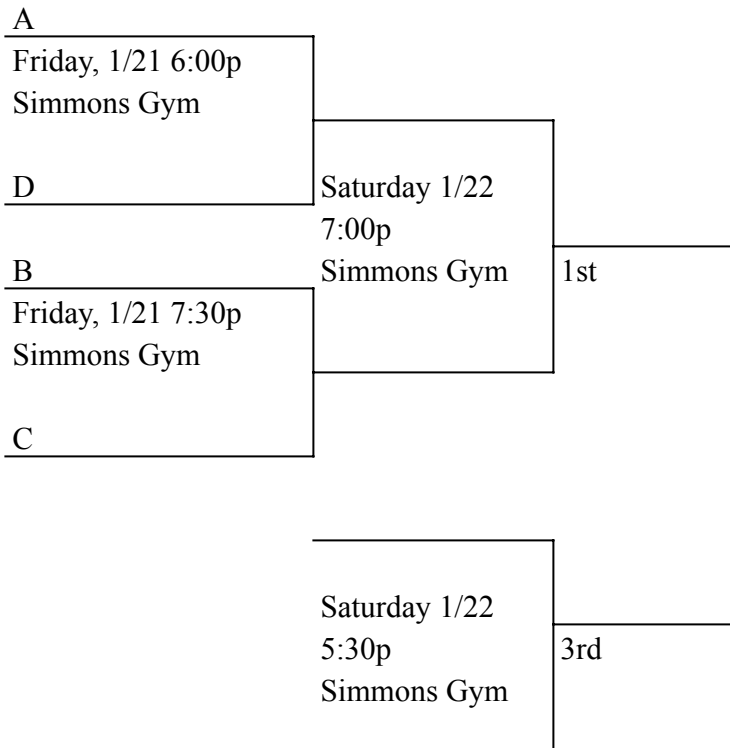 A
Friday, 1/21 6:00p
Simmons Gym
D
Saturday 1/22
7:00p
Simmons Gym
1st
B
Friday, 1/21 7:30p
Simmons Gym
C
Saturday 1/22
5:30p
Simmons Gym
3rd